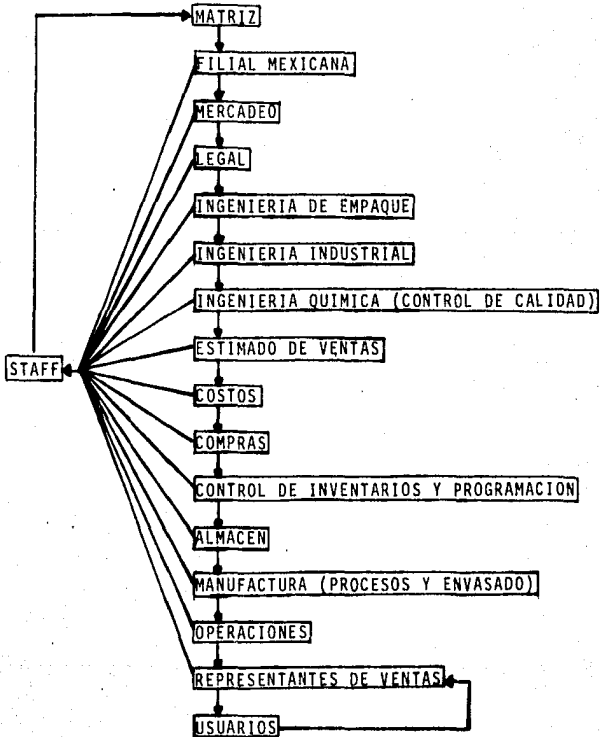 MATRIZ
FILIAL MEXICANA
MERCADEO
LEGAL
INGENIERIA DE EMPAQUE
INGENIERIA INDUSTRIAL
INGENIERIA QUIMICA (CONTROL DE CALIDAD)
ESTIMADO DE VENTAS
STAFF
COSTOS
COMPRAS
CONTROL DE INVENTARIOS Y PROGRAMACION
ALMACEN
MANUFACTURA (PROCESOS Y ENVASADO)
OPERACIONES
REPRESENTANTES DE VENTAS
USUARIOS